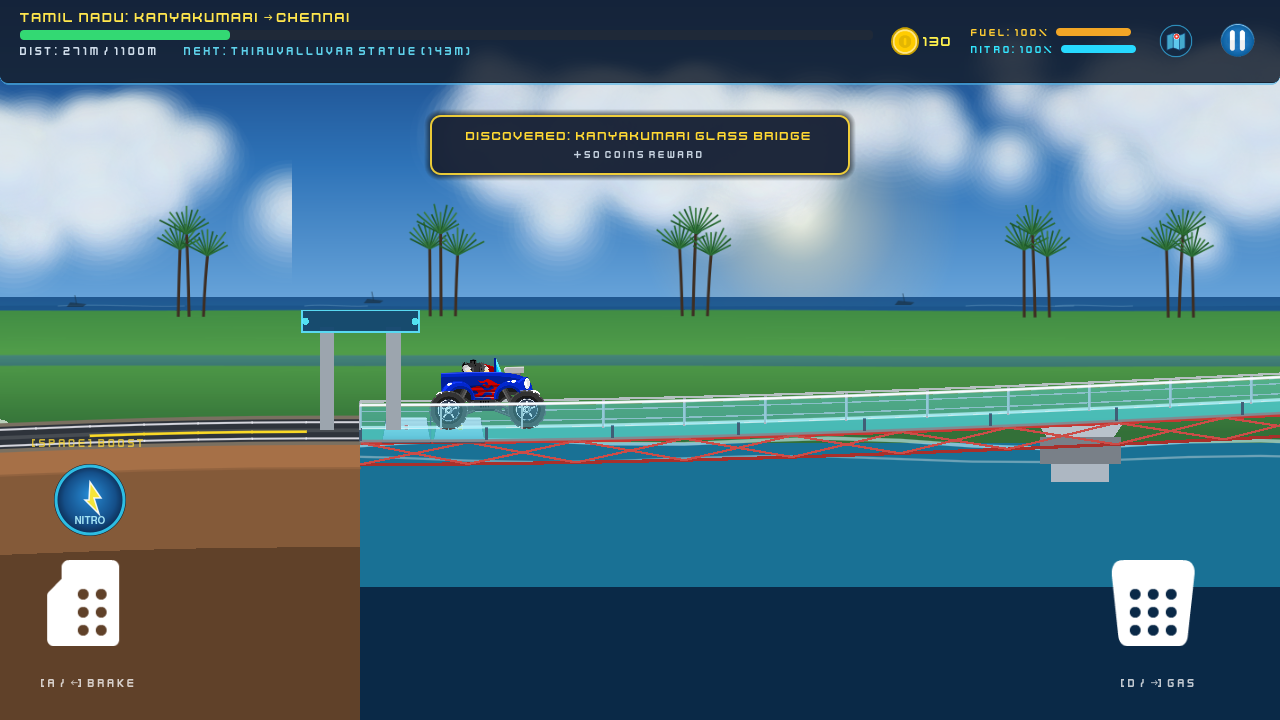 TAMIL NADU: KANYAKUMARI → CHENNAI
DIST: 271M / 1100M
NEXT: THIRUVALLUVAR STATUE (143M)
130
FUEL: 100%
NITRO: 100%
DISCOVERED: KANYAKUMARI GLASS BRIDGE
+50 COINS REWARD
[SPACE] BOOST
NITRO
[A / ←] BRAKE
[D / →] GAS